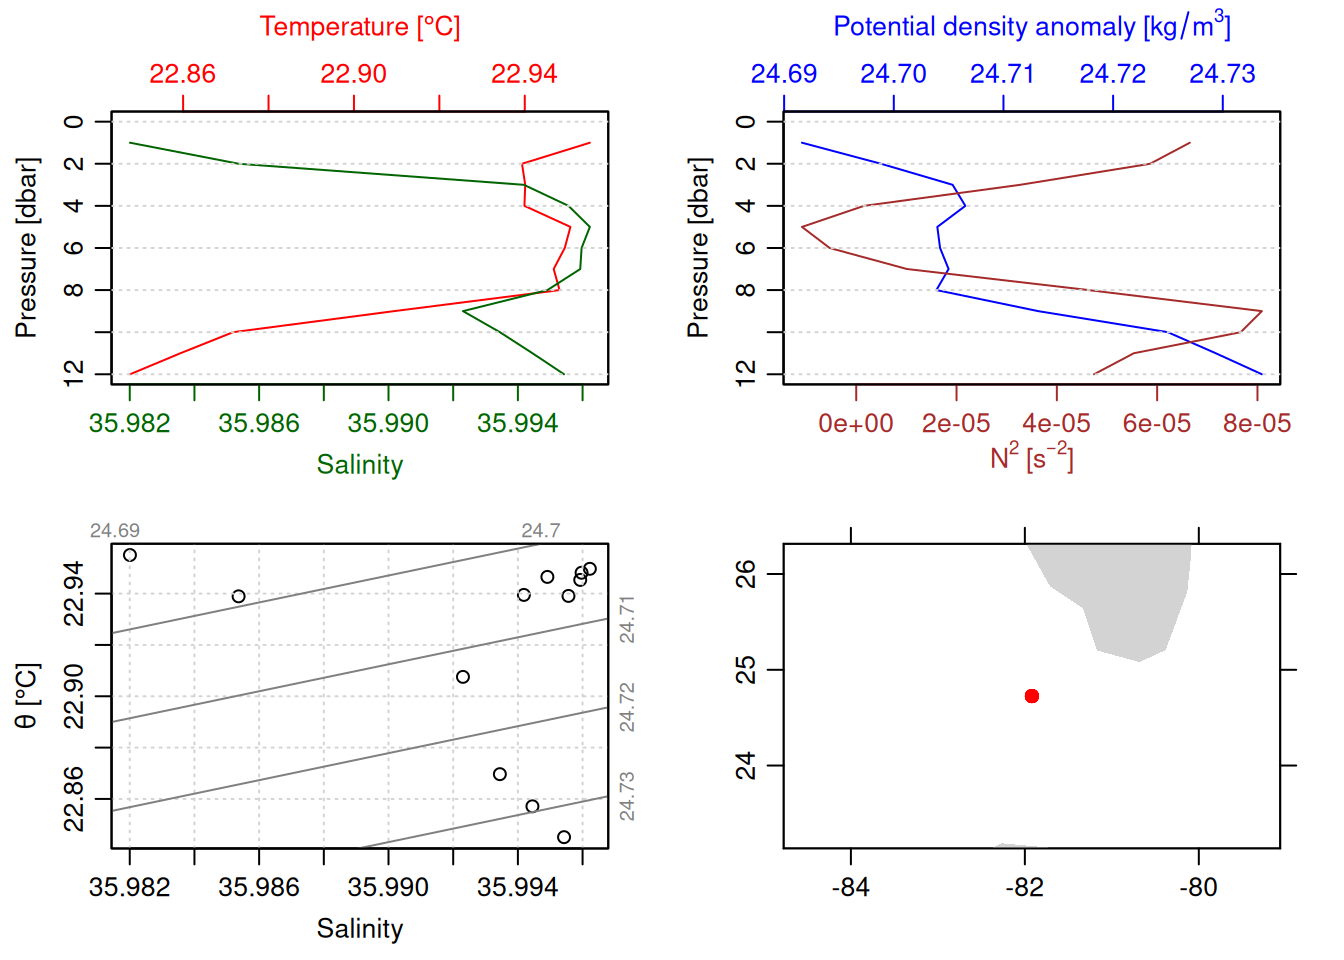 Temperature [°C]
22.86 22.90 22.94
Pressure [dbar]
0 2 4 6 8 12
35.982 35.986 35.990 35.994
Salinity
Potential density anomaly [kg/m³]
24.69 24.70 24.71 24.72 24.73
Pressure [dbar]
0 2 4 6 8 12
0e+00 2e-05 4e-05 6e-05 8e-05
N² [s⁻²]
24.69 24.7
θ [°C]
22.94 22.90 22.86
24.71 24.72 24.73
35.982 35.986 35.990 35.994
Salinity
26 25 24
-84 -82 -80